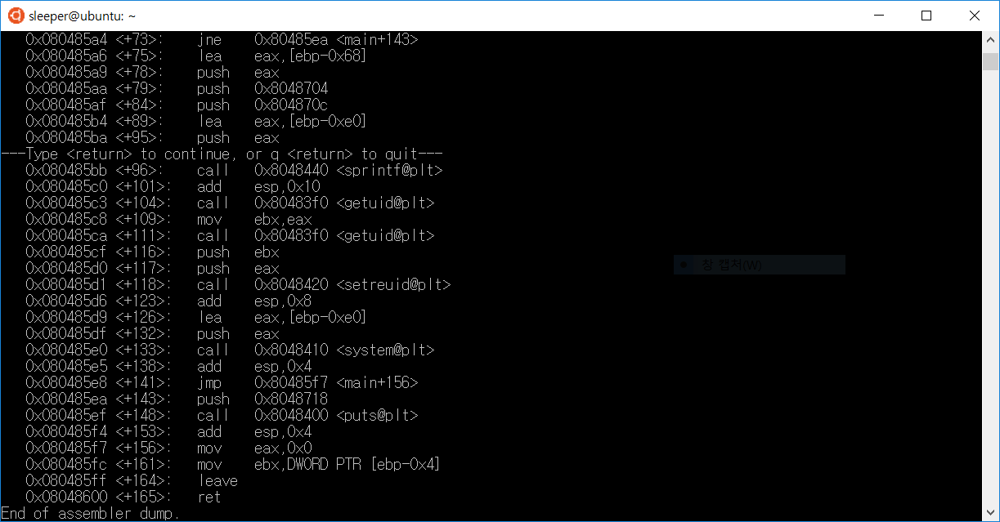 sleeper@ubuntu: ~
0x080485a4 <+73>: jne 0x80485ea <main+143>
0x080485a6 <+75>: lea eax,[ebp-0x68]
0x080485a9 <+78>: push eax
0x080485aa <+79>: push 0x8048704
0x080485af <+84>: push 0x804870c
0x080485b4 <+89>: lea eax,[ebp-0xe0]
0x080485ba <+95>: push eax
---Type <return> to continue, or q <return> to quit---
0x080485bb <+96>: call 0x8048440 <sprintf@plt>
0x080485c0 <+101>: add esp,0x10
0x080485c3 <+104>: call 0x80483f0 <getuid@plt>
0x080485c8 <+109>: mov ebx,eax
0x080485ca <+111>: call 0x80483f0 <getuid@plt>
0x080485cf <+116>: push ebx
0x080485d0 <+117>: push eax
0x080485d1 <+118>: call 0x8048420 <setreuid@plt>
0x080485d6 <+123>: add esp,0x8
0x080485d9 <+126>: lea eax,[ebp-0xe0]
0x080485df <+132>: push eax
0x080485e0 <+133>: call 0x8048410 <system@plt>
0x080485e5 <+138>: add esp,0x4
0x080485e8 <+141>: jmp 0x80485f7 <main+156>
0x080485ea <+143>: push 0x8048718
0x080485ef <+148>: call 0x8048400 <puts@plt>
0x080485f4 <+153>: add esp,0x4
0x080485f7 <+156>: mov eax,0x0
0x080485fc <+161>: mov ebx,DWORD PTR [ebp-0x4]
0x080485ff <+164>: leave
0x08048600 <+165>: ret
End of assembler dump.
창 캡처(W)